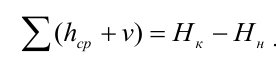 ∑(h_ср + v) = H_к − H_н .